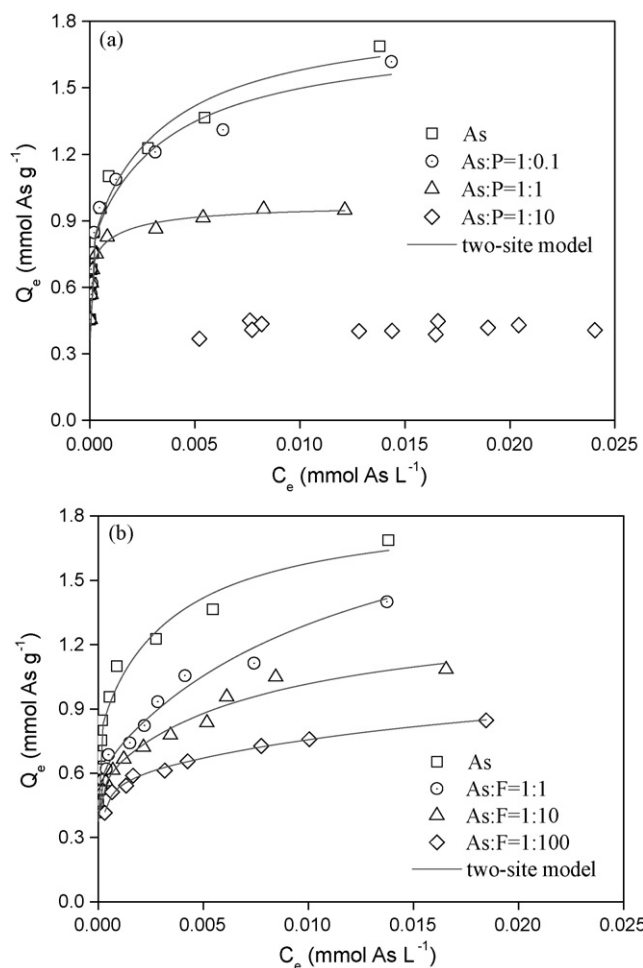 (a)
1.8
1.5
1.2
0.9
0.6
0.3
0.0
Qe (mmol As g-1)
As
As:P=1:0.1
As:P=1:1
As:P=1:10
two-site model
0.000 0.005 0.010 0.015 0.020 0.025
Ce (mmol As L-1)
(b)
1.8
1.5
1.2
0.9
0.6
0.3
0.0
Qe (mmol As g-1)
As
As:F=1:1
As:F=1:10
As:F=1:100
two-site model
0.000 0.005 0.010 0.015 0.020 0.025
Ce (mmol As L-1)